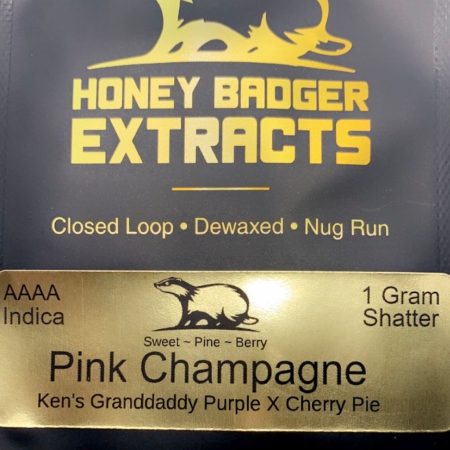 HONEY BADGER
EXTRACTS
Closed Loop • Dewaxed • Nug Run
AAAA
Indica
1 Gram
Shatter
Sweet ~ Pine ~ Berry
Pink Champagne
Ken's Granddaddy Purple X Cherry Pie